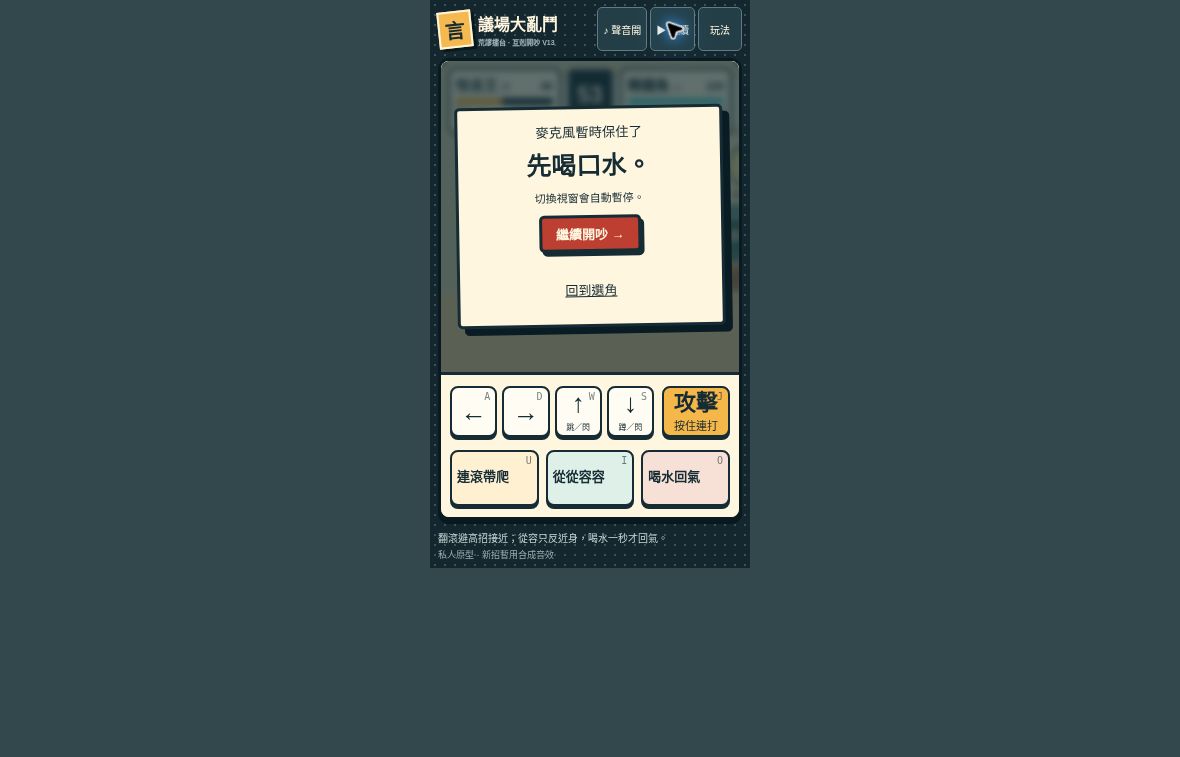 言
議場大亂鬥
荒謬擂台 · 互剋開吵 V13
♪ 聲音開
玩法
53
麥克風暫時保住了
先喝口水。
切換視窗會自動暫停。
繼續開吵 →
回到選角
A
←
D
→
W
↑
跳／閃
S
↓
蹲／閃
J
攻擊
按住連打
U
連滾帶爬
I
從從容容
O
喝水回氣
翻滾避高招接近；從容只反近身，喝水一秒才回氣。
私人原型 · 新招暫用合成音效